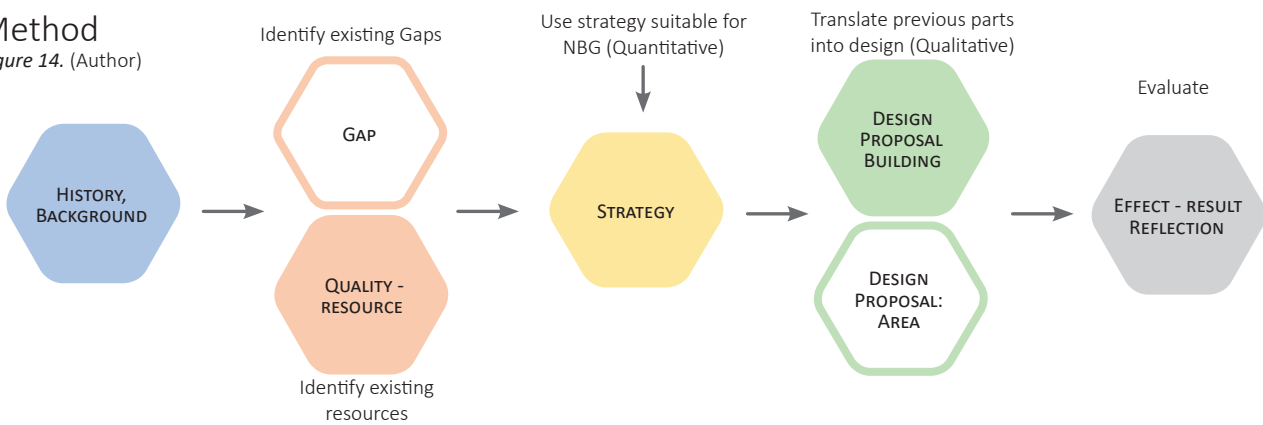 Method
gure 14. (Author)
HISTORY,
BACKGROUND
Identify existing Gaps
GAP
QUALITY -
RESOURCE
Identify existing
resources
Use strategy suitable for
NBG (Quantitative)
STRATEGY
Translate previous parts
into design (Qualitative)
DESIGN
PROPOSAL
BUILDING
DESIGN
PROPOSAL:
AREA
Evaluate
EFFECT - RESULT
REFLECTION